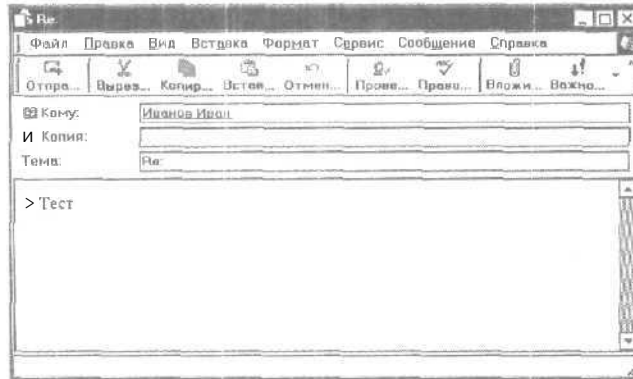 Re:
Файл Правка Вид Вставка Формат Сервис Сообщение Справка
Отпра... Вырез... Копир... Встав... Отмен... Прове... Право... Вложи... Важно...
Кому: Иванов Иван
И Копия:
Тема: Re:
> Тест